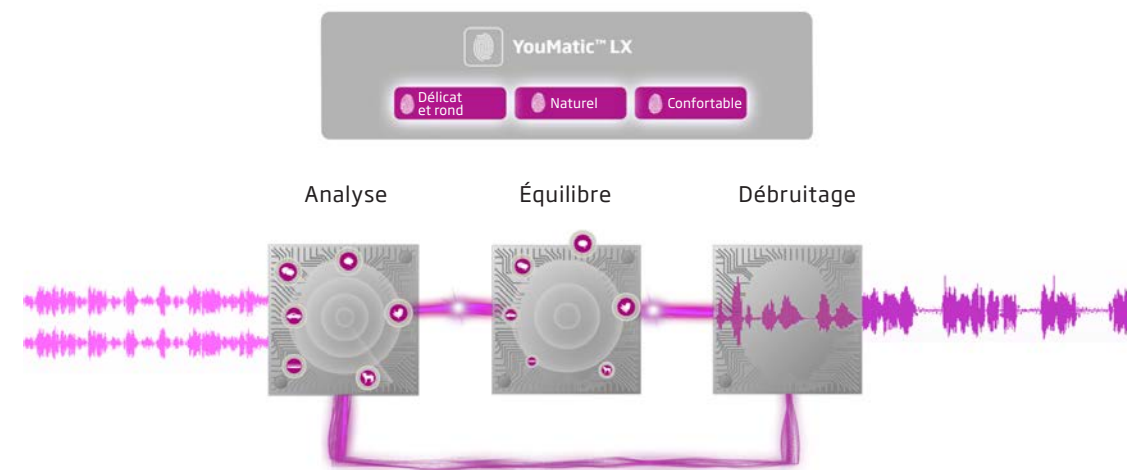 YouMatic™ LX
Délicat
et rond
Naturel
Confortable
Analyse
Équilibre
Débruitage